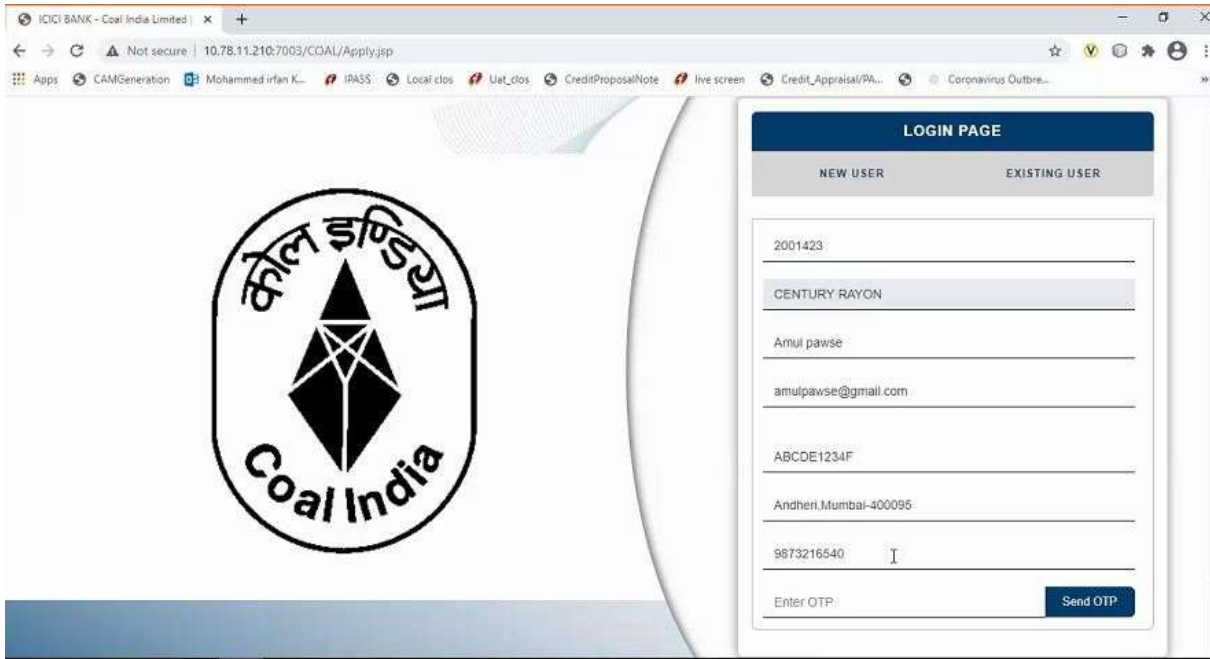 ICICI BANK - Coal India Limited
Not secure 10.78.11.210:7003/COAL/Apply.jsp
Apps CAMGeneration Mohammed irfan K... IPASS Local clos Uat_clos CreditProposalNote live screen Credit_Appraisal/PA... Coronavirus Outbre...
LOGIN PAGE
NEW USER EXISTING USER
2001423
CENTURY RAYON
Amul pawse
amulpawse@gmail.com
ABCDE1234F
Andheri,Mumbai-400095
9873216540
Enter OTP Send OTP
कोल इण्डिया
Coal India